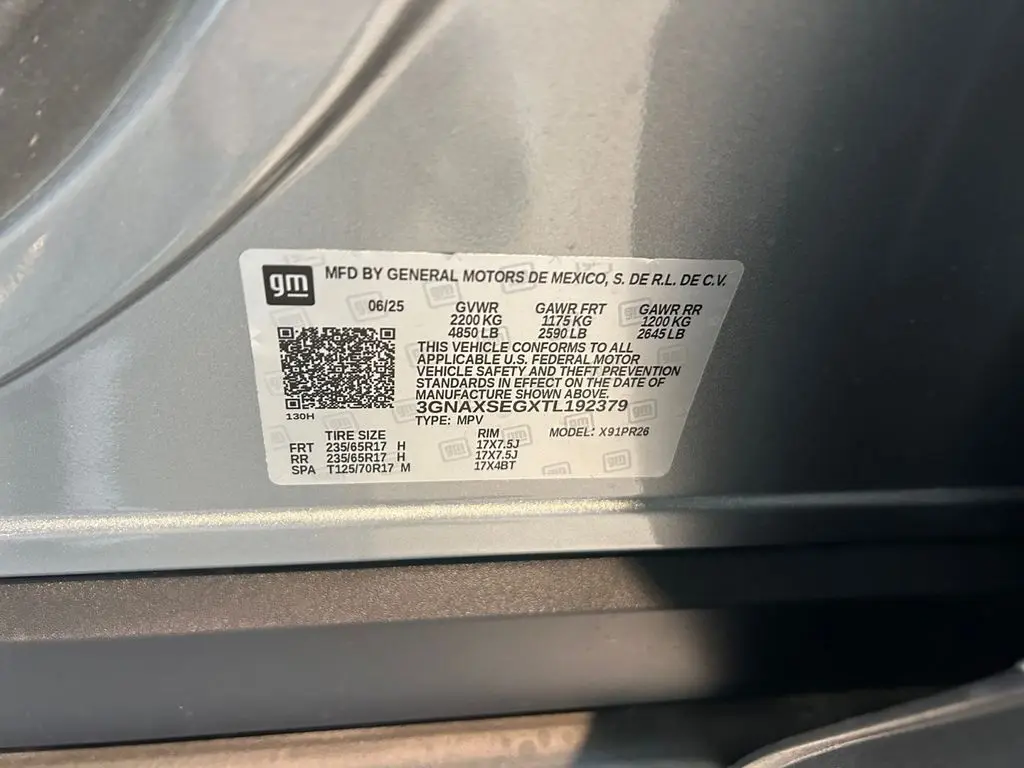 gm MFD BY GENERAL MOTORS DE MEXICO, S. DE R.L. DE C.V.
06/25 GVWR GAWR FRT GAWR RR
2200 KG 1175 KG 1200 KG
4850 LB 2590 LB 2645 LB
THIS VEHICLE CONFORMS TO ALL
APPLICABLE U.S. FEDERAL MOTOR
VEHICLE SAFETY AND THEFT PREVENTION
STANDARDS IN EFFECT ON THE DATE OF
MANUFACTURE SHOWN ABOVE.
3GNAXSEGXTL192379
130H TYPE: MPV
TIRE SIZE RIM MODEL: X91PR26
FRT 235/65R17 H 17X7.5J
RR 235/65R17 H 17X7.5J
SPA T125/70R17 M 17X4BT